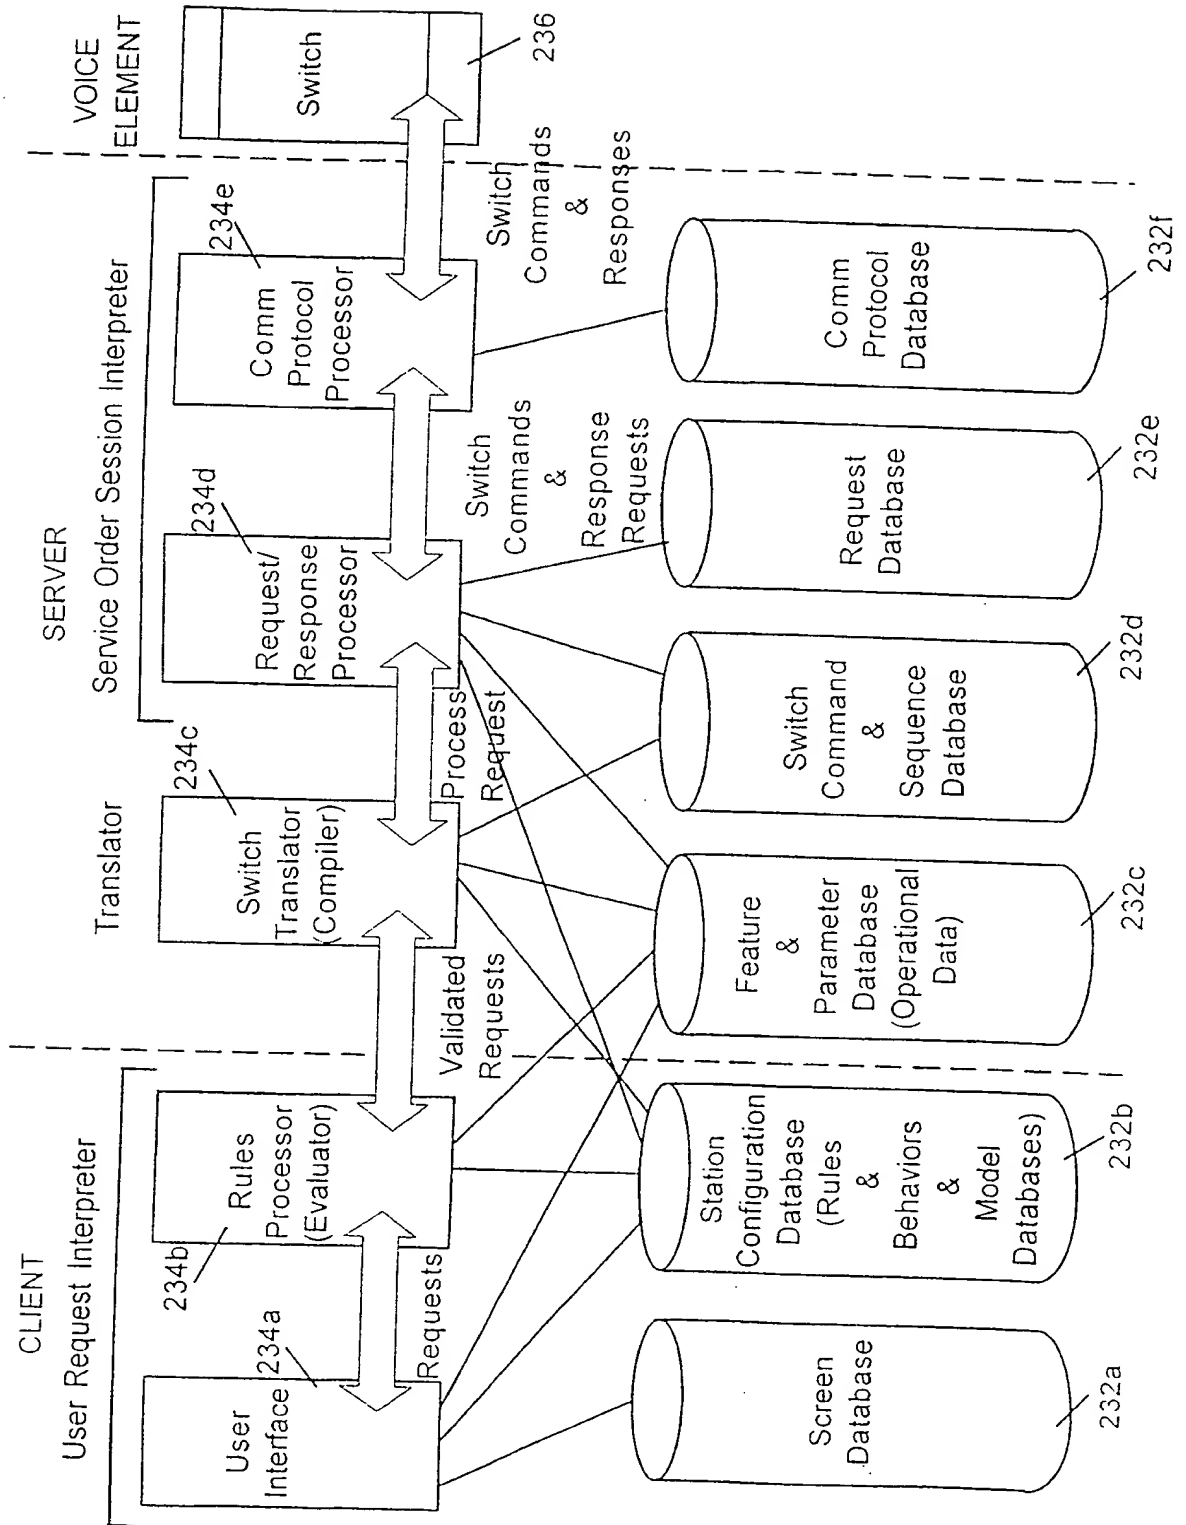 CLIENT
User Request Interpreter
SERVER
Service Order Session Interpreter
VOICE
ELEMENT
Translator
User
Interface
234a
Requests
234b
Rules
Processor
(Evaluator)
Validated
Requests
234c
Switch
Translator
(Compiler)
Process
Request
234d
Request/
Response
Processor
Switch
Commands
&
Response
Requests
234e
Comm
Protocol
Processor
Switch
Commands
&
Responses
Switch
236
Screen
Database
232a
Station
Configuration
Database
(Rules
&
Behaviors
&
Model
Databases)
232b
Feature
&
Parameter
Database
(Operational
Data)
232c
Switch
Command
&
Sequence
Database
232d
Request
Database
232e
Comm
Protocol
Database
232f